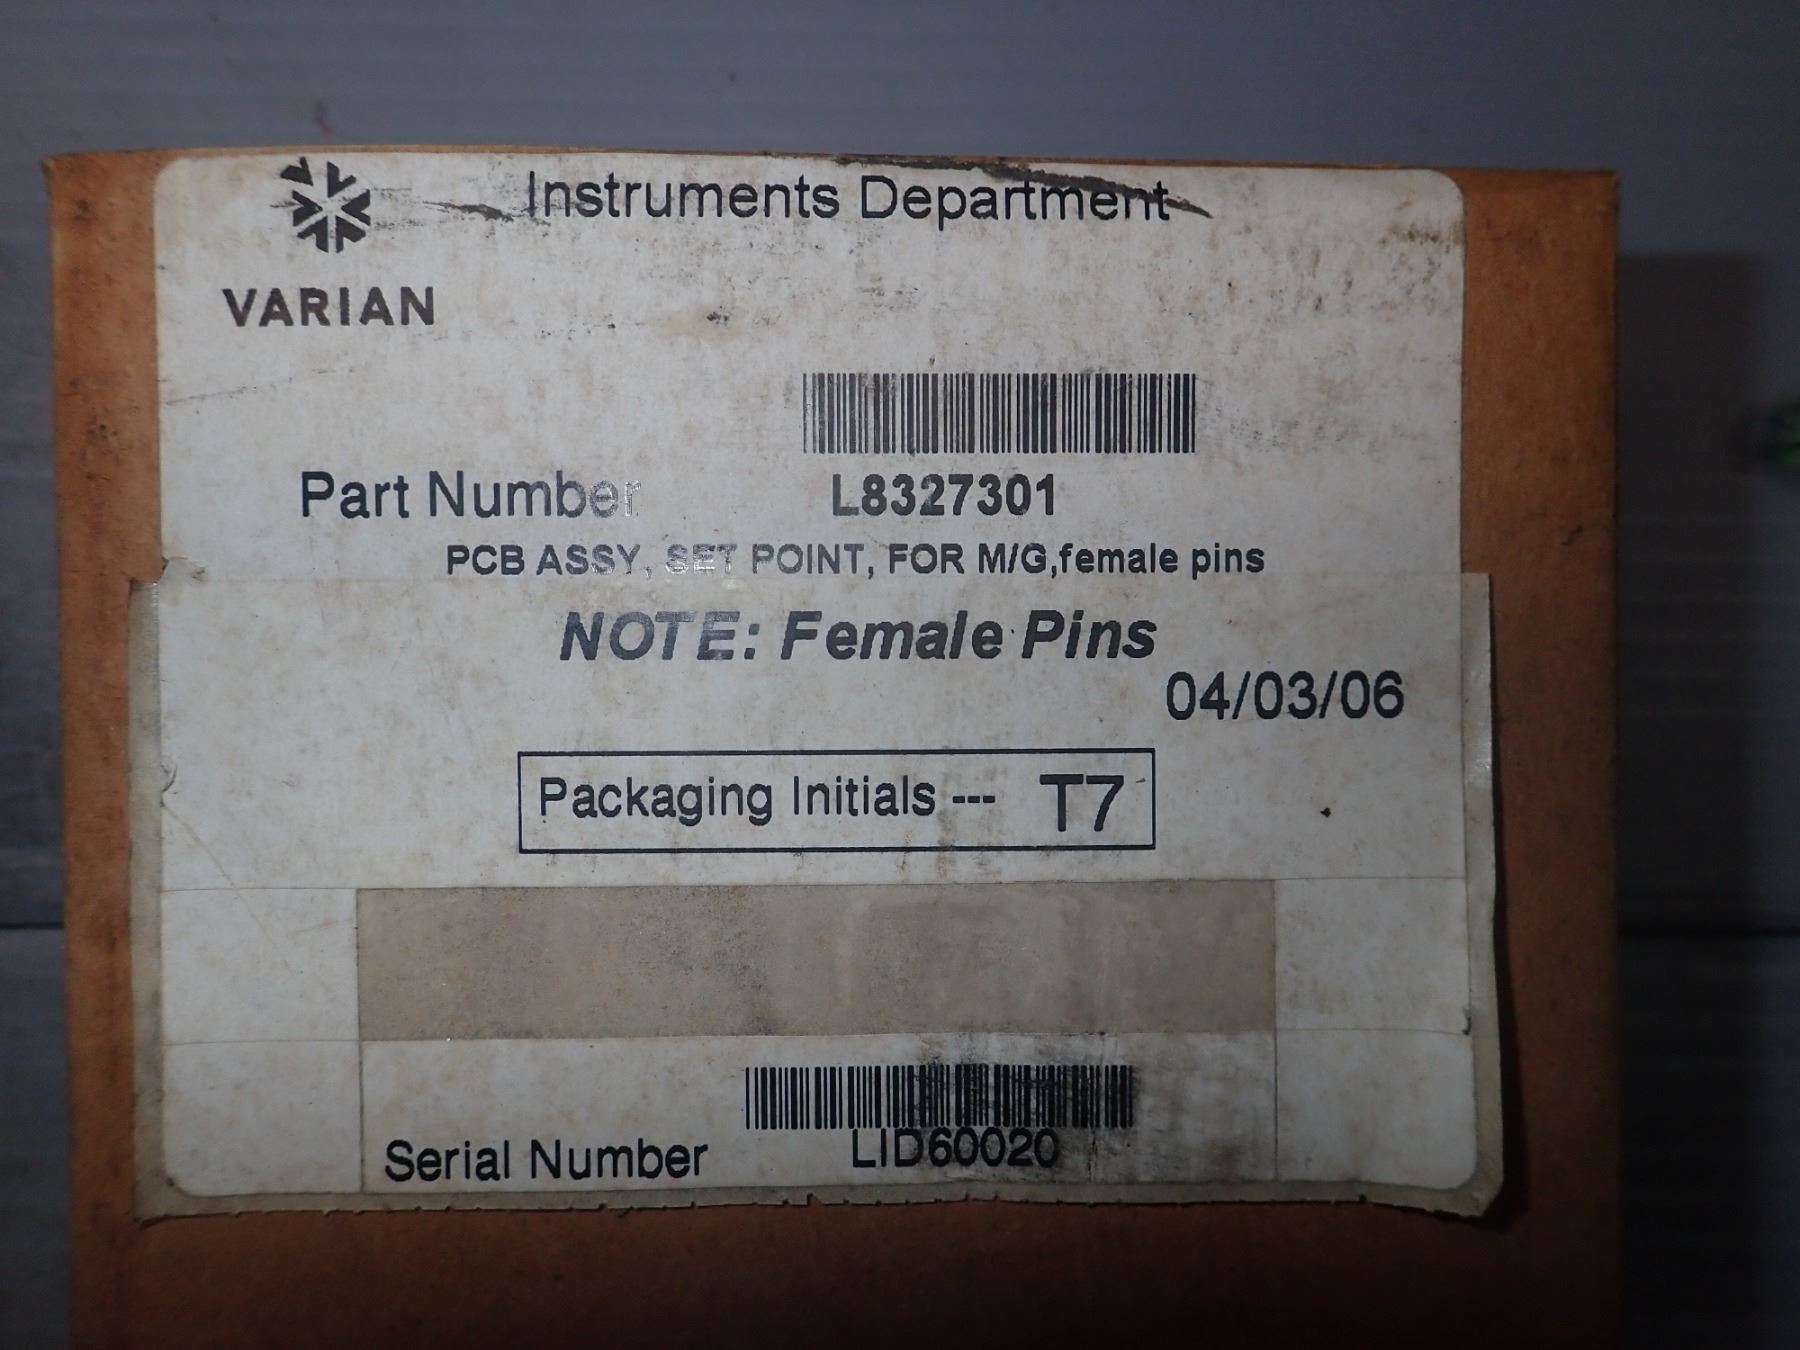 Instruments Department
VARIAN
Part Number L8327301
PCB ASSY, SET POINT, FOR M/G,female pins
NOTE: Female Pins
04/03/06
Packaging Initials --- T7
Serial Number LID60020